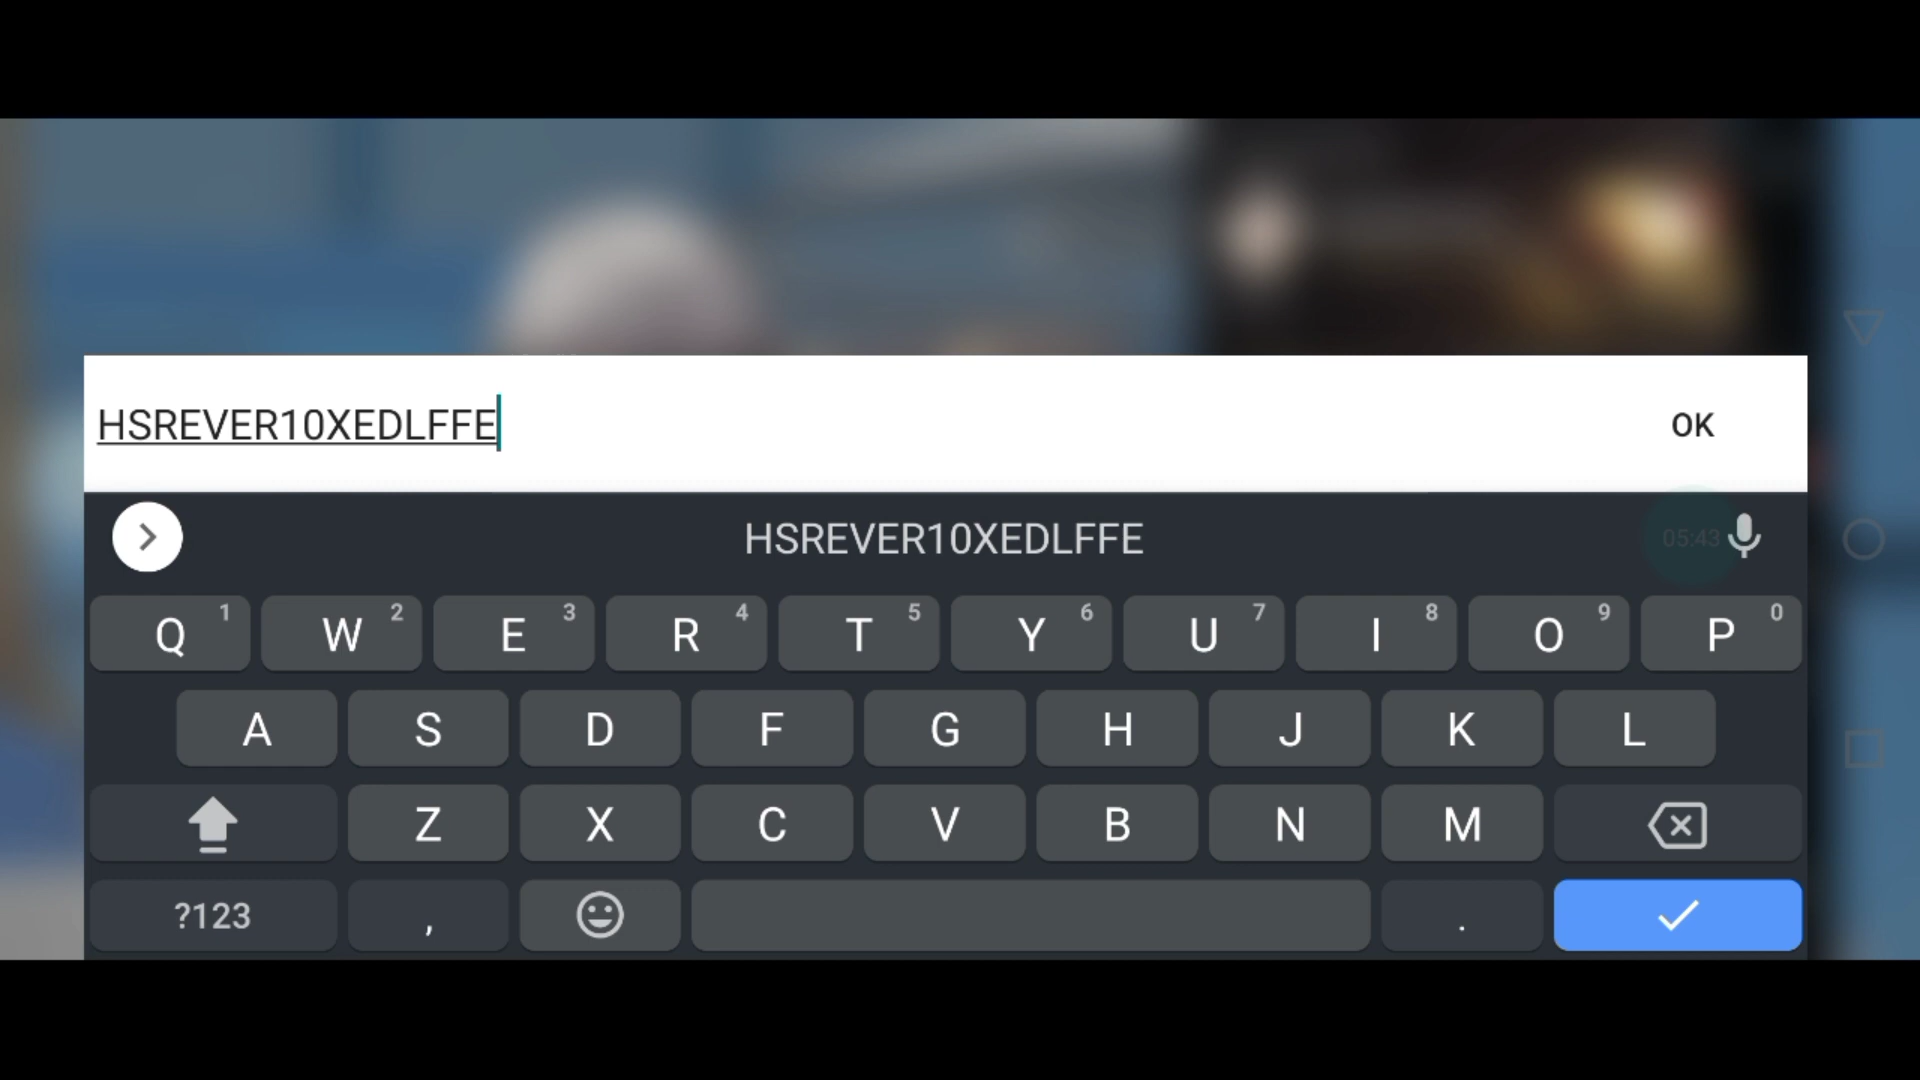 HSREVER10XEDLFFE
OK
HSREVER10XEDLFFE
05:43
Q 1 W 2 E 3 R 4 T 5 Y 6 U 7 I 8 O 9 P 0
A S D F G H J K L
Z X C V B N M
?123 , .